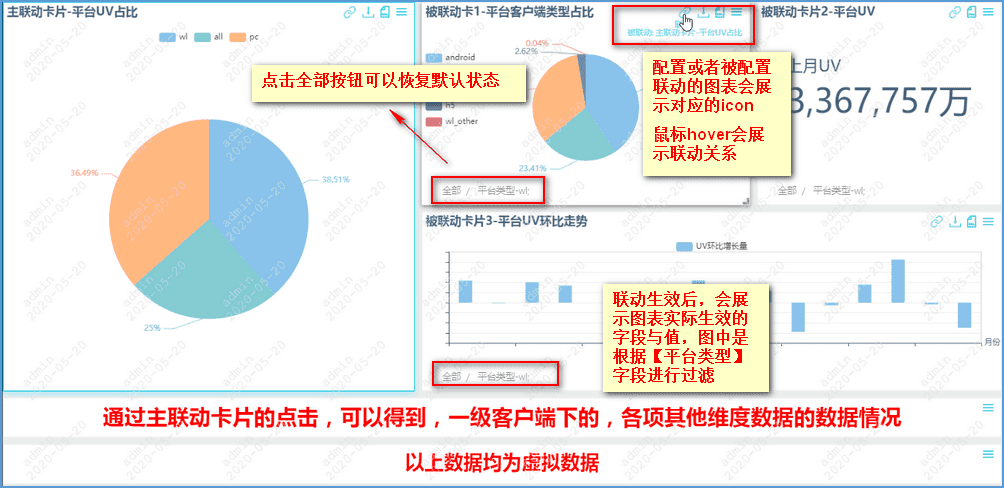 主联动卡片-平台UV占比
wl all pc
36.49%
38.51%
25%
被联动卡1-平台客户端类型占比
被联动: 主联动卡片-平台UV占比
android
h5
wl_other
0.04%
2.62%
23.41%
点击全部按钮可以恢复默认状态
全部 / 平台类型-wl;
配置或者被配置
联动的图表会展
示对应的icon
鼠标hover会展
示联动关系
被联动卡片2-平台UV
上月UV
3,367,757万
全部 / 平台类型-wl;
被联动卡片3-平台UV环比走势
UV环比增长量
月份
联动生效后，会展
示图表实际生效的
字段与值，图中是
根据【平台类型】
字段进行过滤
全部 / 平台类型-wl;
通过主联动卡片的点击，可以得到，一级客户端下的，各项其他维度数据的数据情况
以上数据均为虚拟数据
admin
2020-05-20